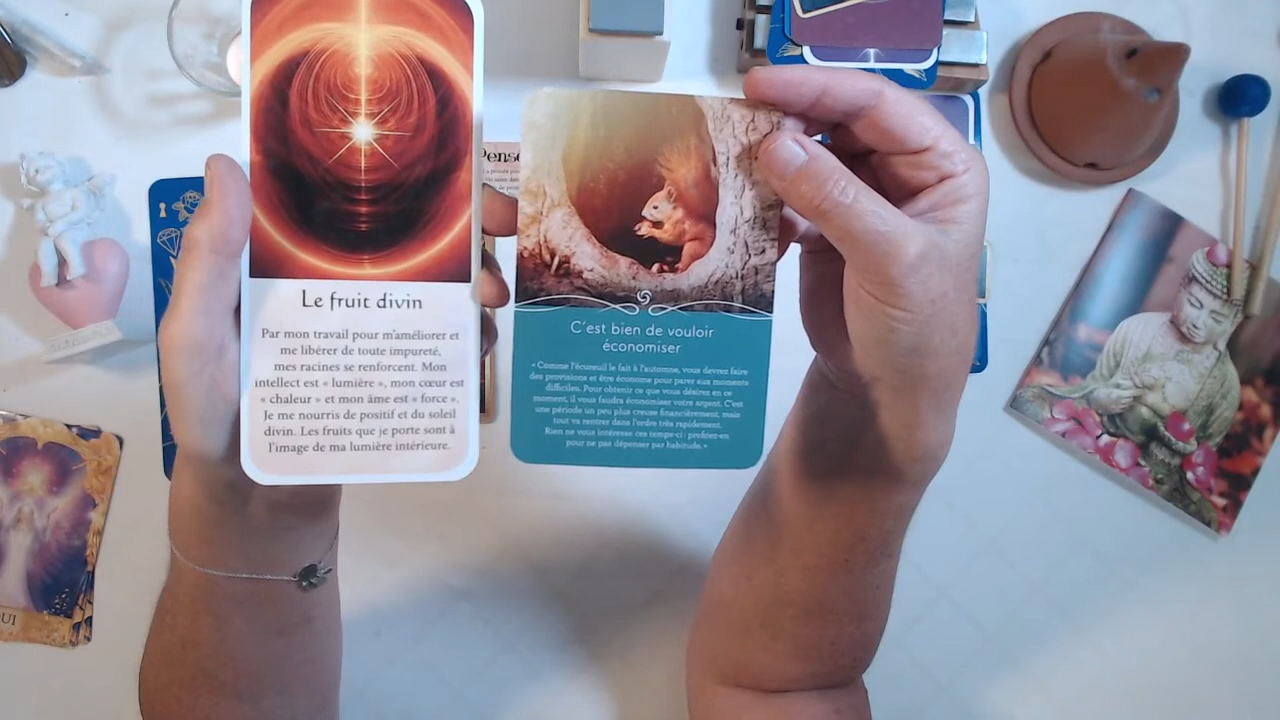 Le fruit divin
Par mon travail pour m'améliorer et
me libérer de toute impureté,
mes racines se renforcent. Mon
intellect est « lumière », mon cœur est
« chaleur » et mon âme est « force ».
Je me nourris de positif et du soleil
divin. Les fruits que je porte sont à
l'image de ma lumière intérieure.
Pense
C'est bien de vouloir
économiser
« Comme l'écureuil le fait à l'automne, vous devrez faire
des provisions et être économe pour parer aux moments
difficiles. Pour obtenir ce que vous désirez en ce
moment, il vous faudra économiser votre argent. C'est
une période un peu plus creuse financièrement, mais
tout va rentrer dans l'ordre très rapidement.
Rien ne vous intéresse ces temps-ci : profitez-en
pour ne pas dépenser par habitude. »
UI